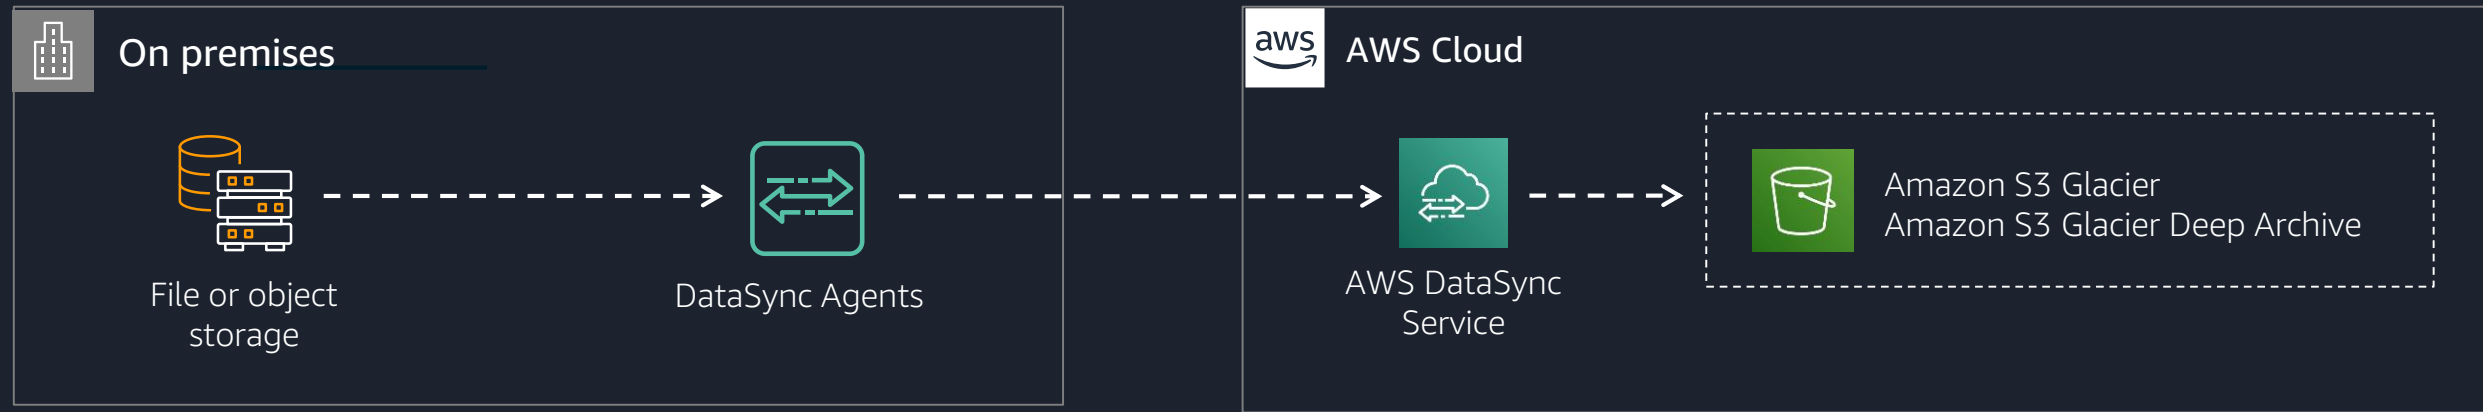 On premises
aws
AWS Cloud
File or object
storage
DataSync Agents
AWS DataSync
Service
Amazon S3 Glacier
Amazon S3 Glacier Deep Archive